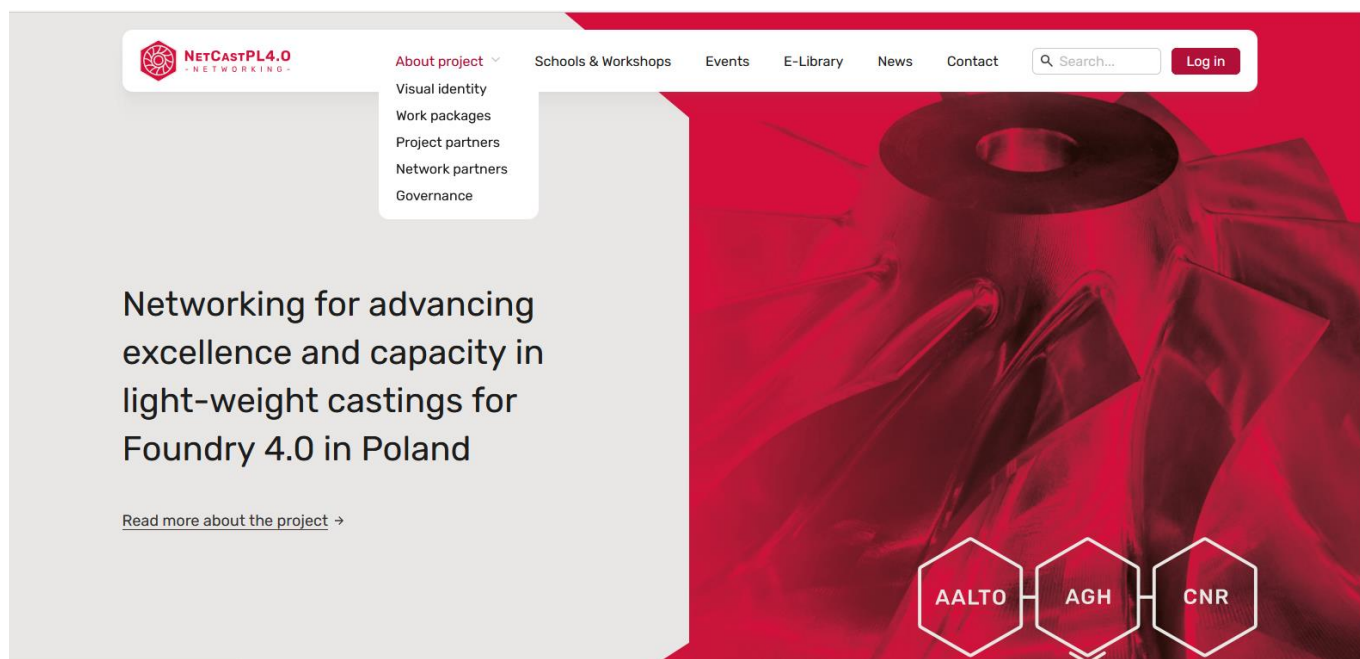 NETCASTPL4.0
-NETWORKING-
About project
Schools & Workshops
Events
E-Library
News
Contact
Search...
Log in
Visual identity
Work packages
Project partners
Network partners
Governance
Networking for advancing
excellence and capacity in
light-weight castings for
Foundry 4.0 in Poland
Read more about the project →
AALTO
AGH
CNR